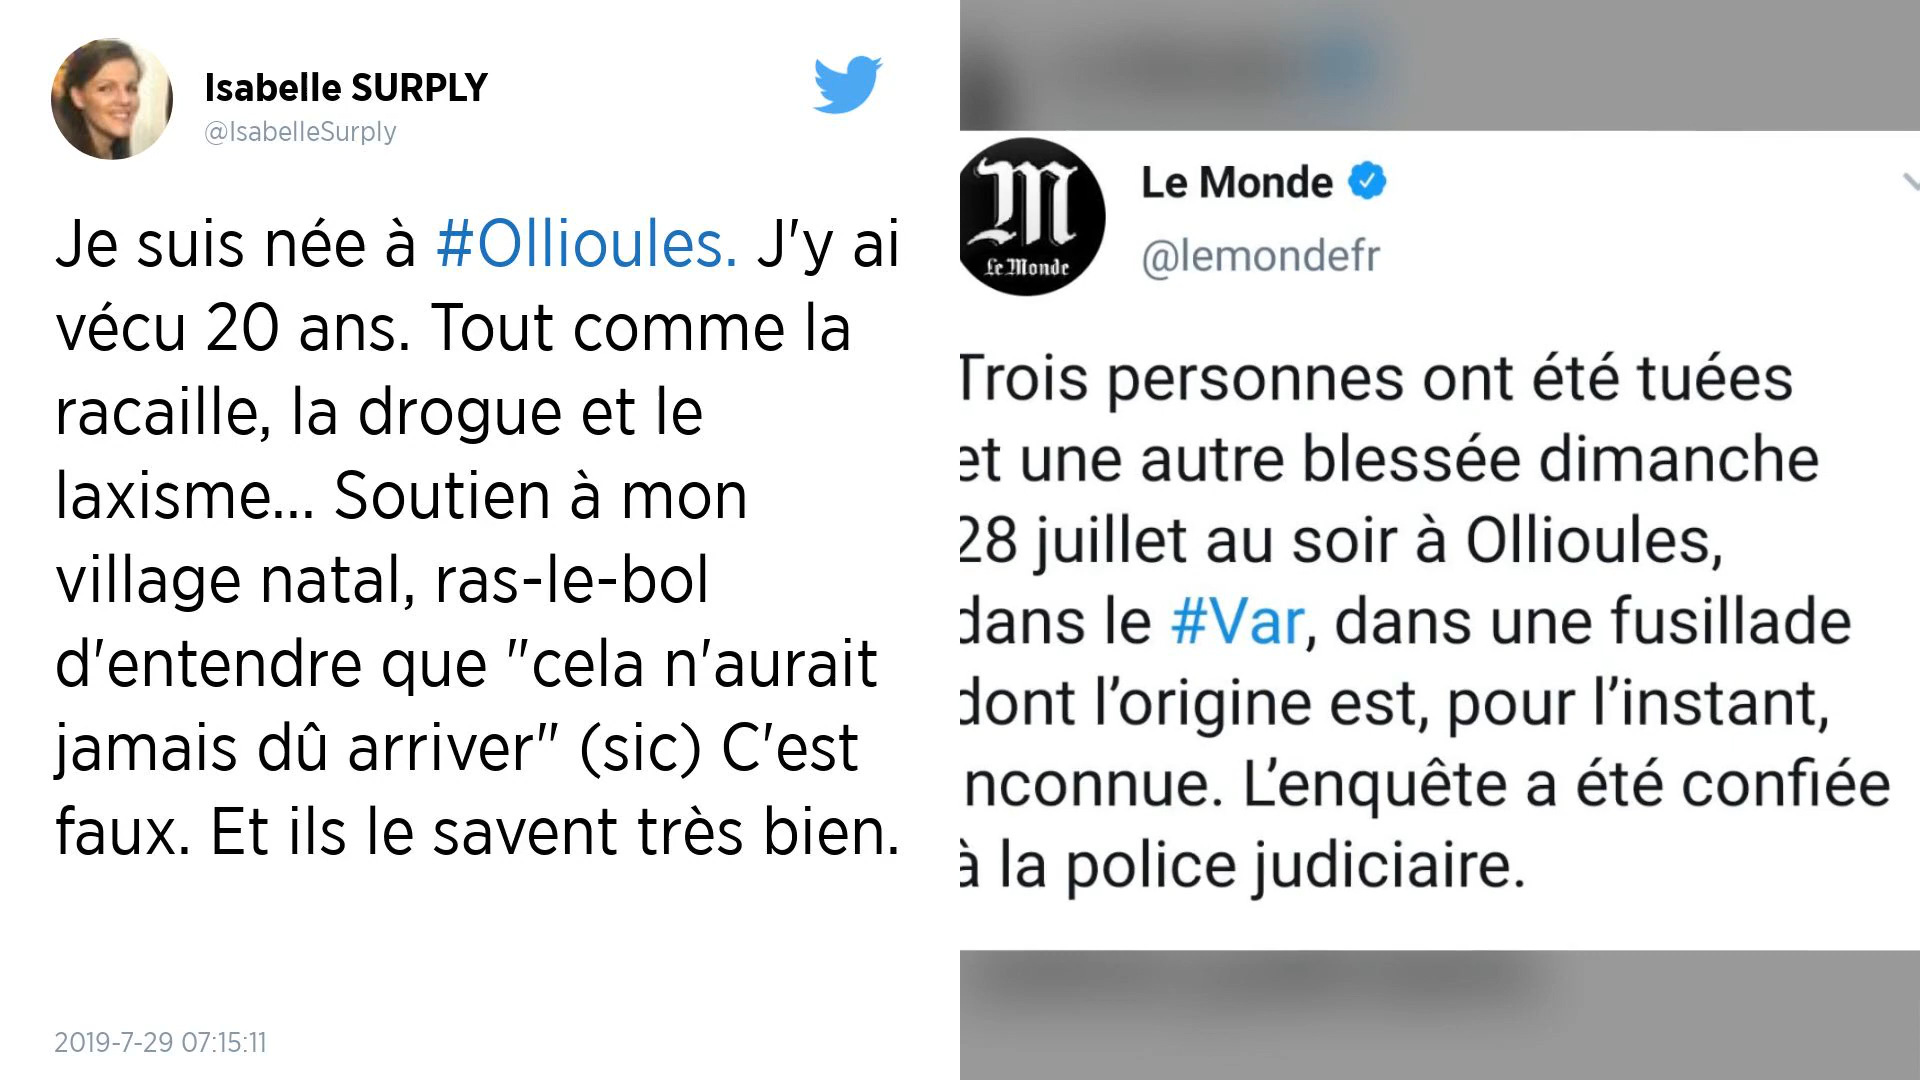 Isabelle SURPLY
@IsabelleSurply
Je suis née à #Ollioules. J'y ai
vécu 20 ans. Tout comme la
racaille, la drogue et le
laxisme... Soutien à mon
village natal, ras-le-bol
d'entendre que "cela n'aurait
jamais dû arriver" (sic) C'est
faux. Et ils le savent très bien.
2019-7-29 07:15:11
Le Monde
Le Monde
@lemondefr
Trois personnes ont été tuées
et une autre blessée dimanche
28 juillet au soir à Ollioules,
dans le #Var, dans une fusillade
dont l’origine est, pour l’instant,
nconnue. L’enquête a été confiée
à la police judiciaire.